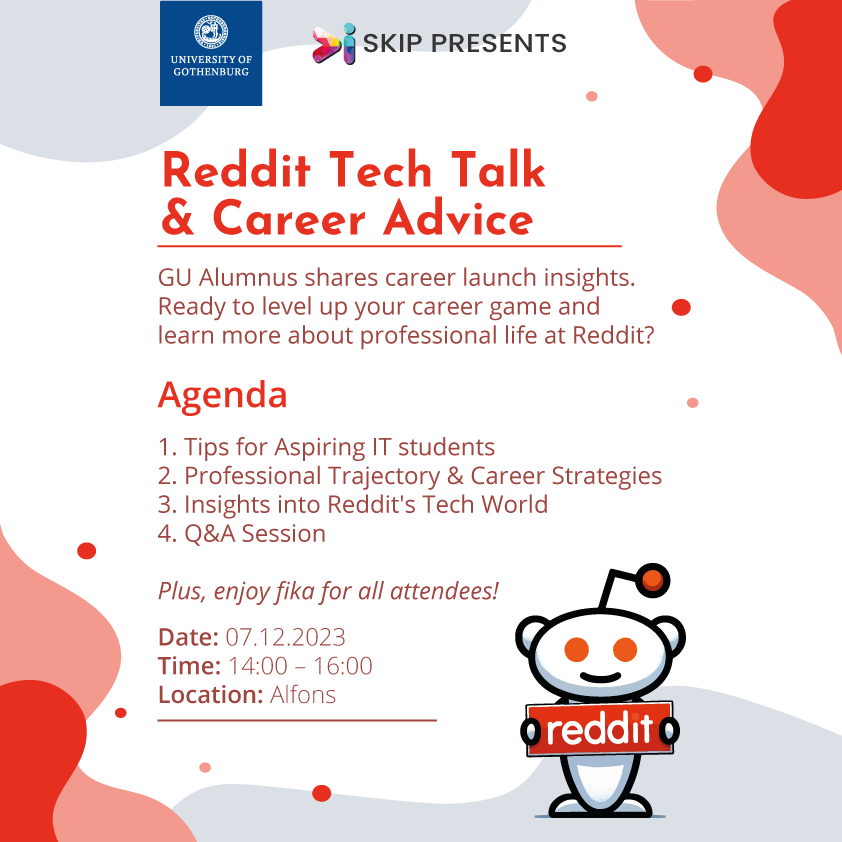 UNIVERSITY OF
GOTHENBURG
SKIP PRESENTS
Reddit Tech Talk
& Career Advice
GU Alumnus shares career launch insights.
Ready to level up your career game and
learn more about professional life at Reddit?
Agenda
1. Tips for Aspiring IT students
2. Professional Trajectory & Career Strategies
3. Insights into Reddit's Tech World
4. Q&A Session
Plus, enjoy fika for all attendees!
Date: 07.12.2023
Time: 14:00 – 16:00
Location: Alfons
reddit